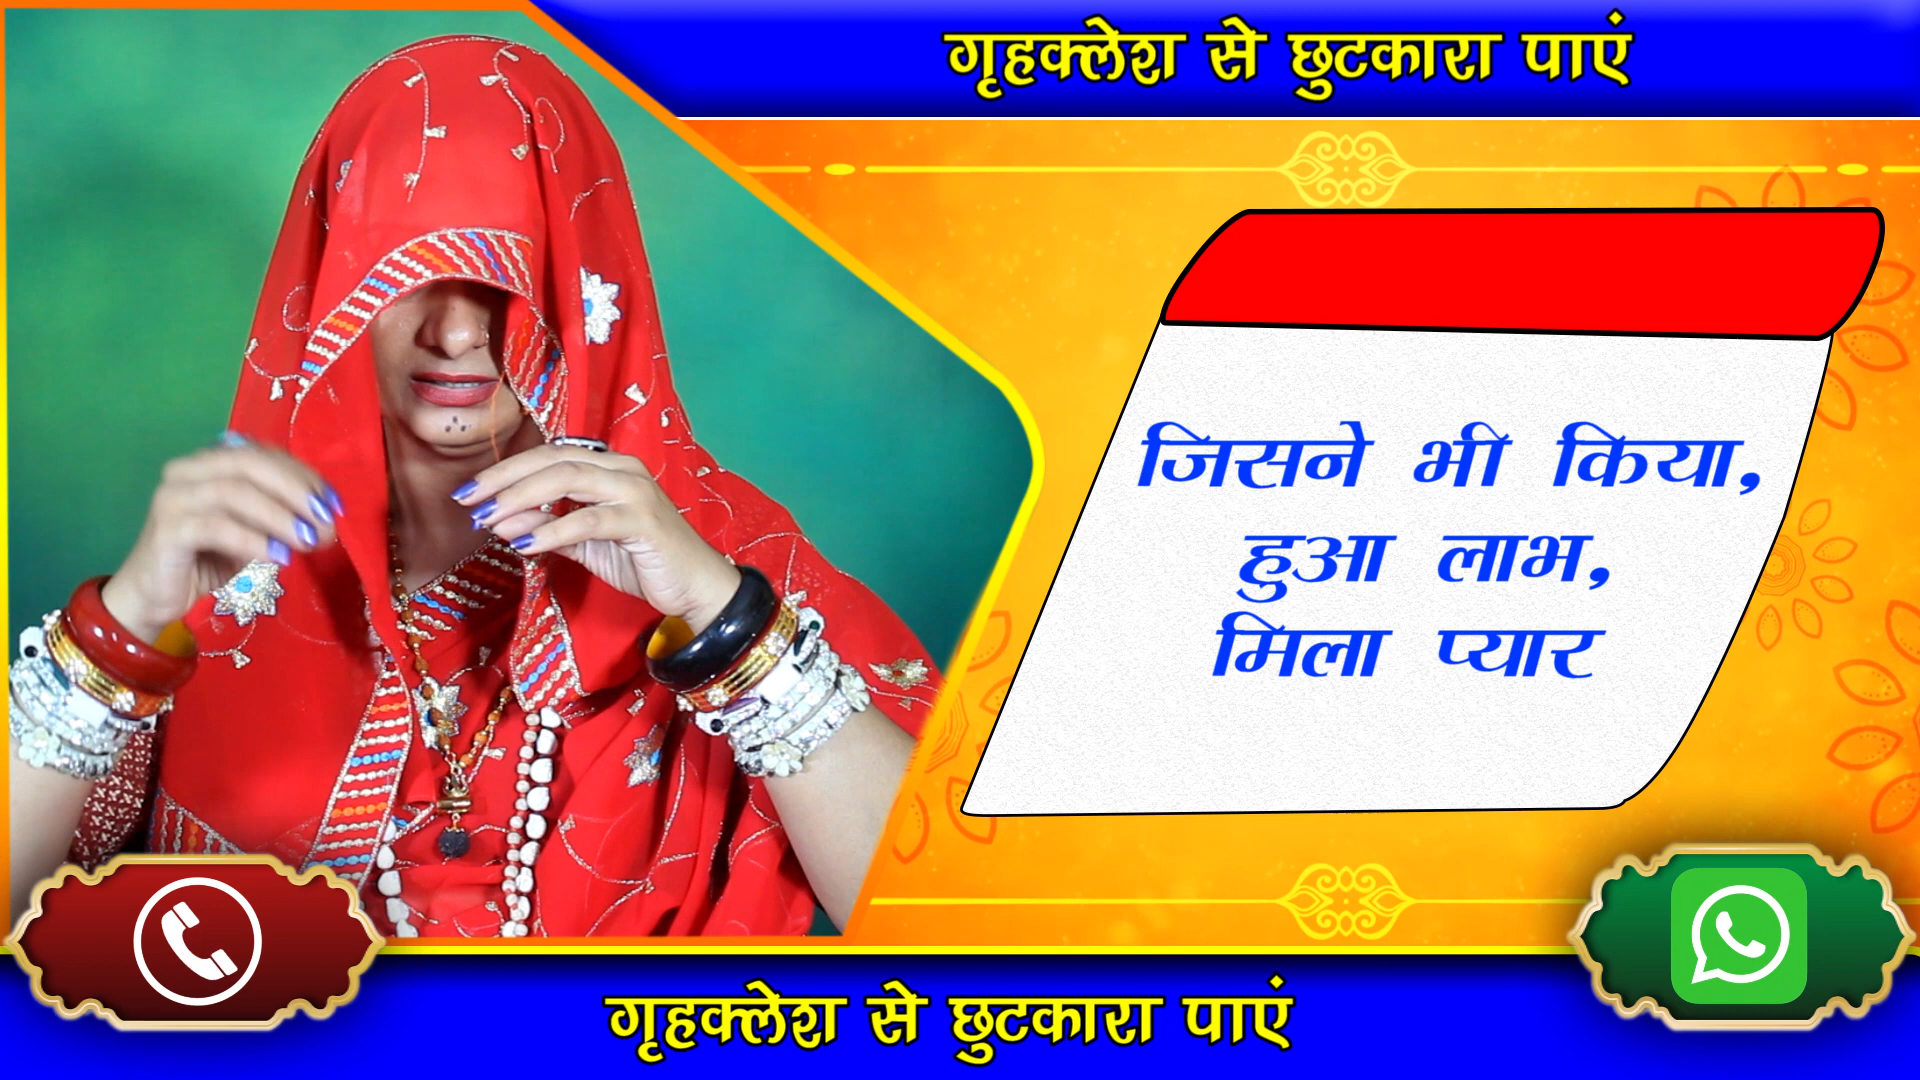 गृहक्लेश से छुटकारा पाएं
जिसने भी किया,
हुआ लाभ,
मिला प्यार
गृहक्लेश से छुटकारा पाएं